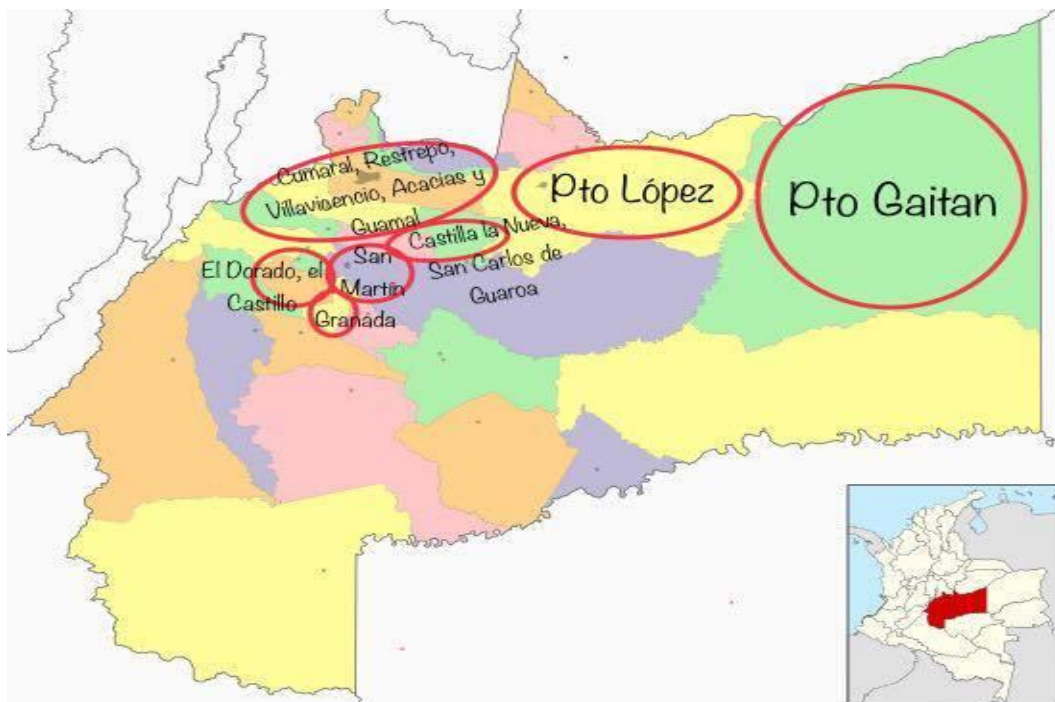 Cumaral, Restrepo,
Villavicencio, Acacias y
Guamal
Pto López
Pto Gaitan
Castilla la Nueva,
San Carlos de
Guaroa
San
Martín
El Dorado, el
Castillo
Granada